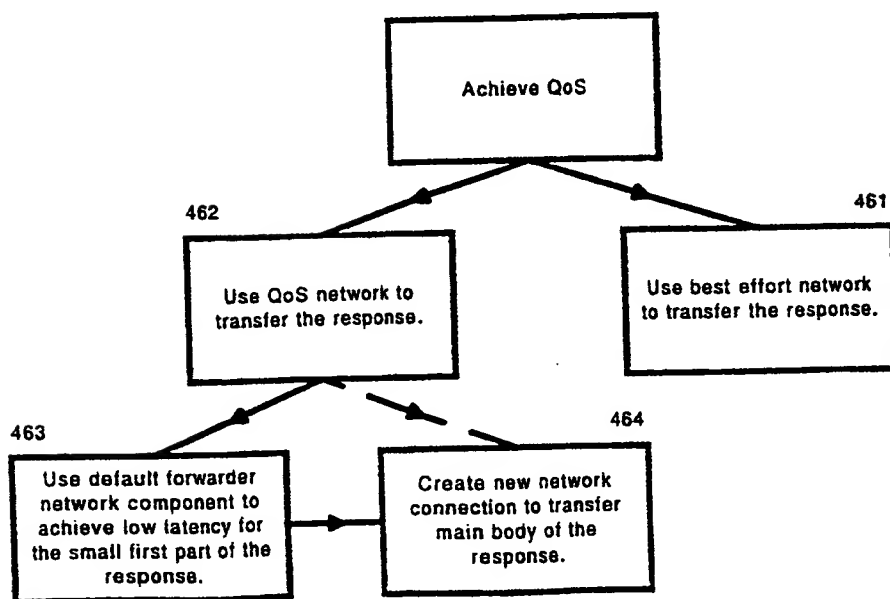 Achieve QoS
462
461
Use QoS network to
transfer the response.
Use best effort network
to transfer the response.
463
464
Use default forwarder
network component to
achieve low latency for
the small first part of the
response.
Create new network
connection to transfer
main body of the
response.